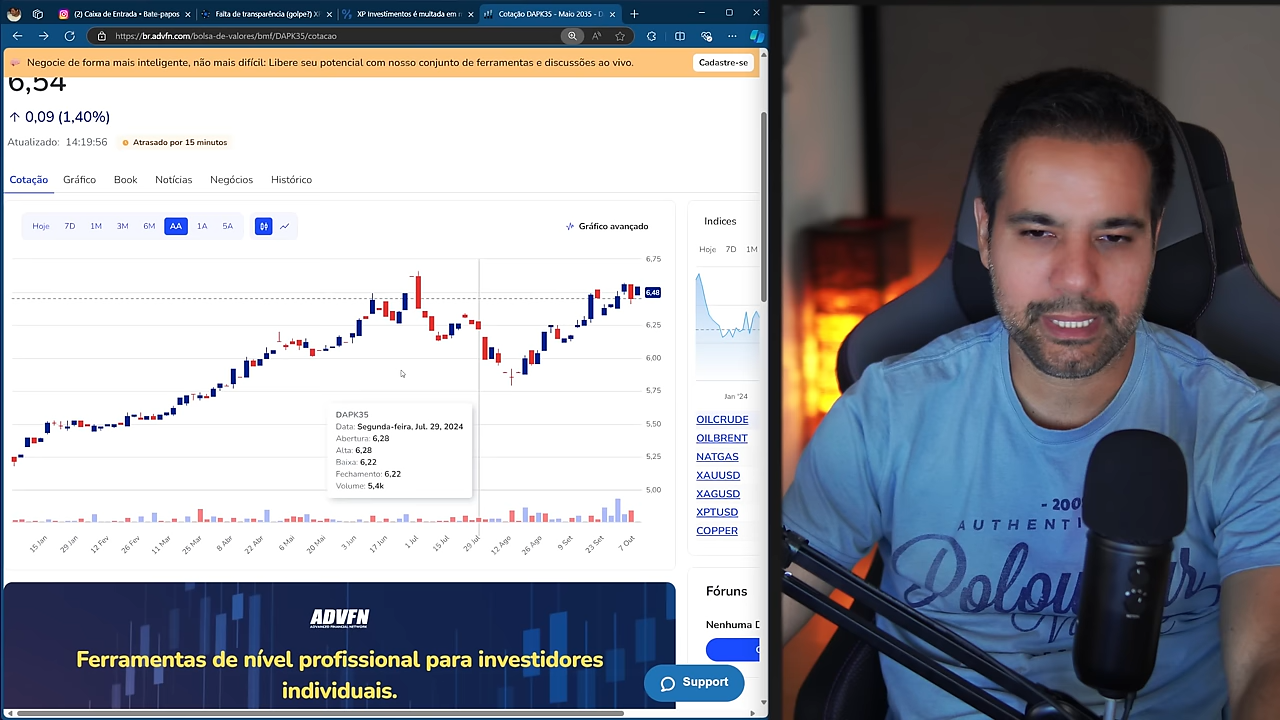 (2) Caixa de Entrada • Bate-papos
Falta de transparência (golpe?) XP
XP Investimentos é multada em m
Cotação DAPK35 - Maio 2035 - D
https://br.advfn.com/bolsa-de-valores/bmf/DAPK35/cotacao
Negocie de forma mais inteligente, não mais difícil: Libere seu potencial com nosso conjunto de ferramentas e discussões ao vivo.
Cadastre-se
6,54
↑ 0,09 (1,40%)
Atualizado: 14:19:56 Atrasado por 15 minutos
Cotação Gráfico Book Notícias Negócios Histórico
Hoje 7D 1M 3M 6M AA 1A 5A
Gráfico avançado
6,75
6,48
6,25
6,00
5,75
5,50
5,25
5,00
DAPK35
Data: Segunda-feira, Jul. 29, 2024
Abertura: 6,28
Alta: 6,28
Baixa: 6,22
Fechamento: 6,22
Volume: 5,4k
15 Jan 29 Jan 12 Fev 26 Fev 11 Mar 25 Mar 8 Abr 22 Abr 6 Mai 20 Mai 3 Jun 17 Jun 1 Jul 15 Jul 29 Jul 12 Ago 26 Ago 9 Set 23 Set 7 Out
Indices
Hoje 7D 1M
Jan '24
OILCRUDE
OILBRENT
NATGAS
XAUUSD
XAGUSD
XPTUSD
COPPER
Fóruns
Nenhuma D
ADVFN
ADVANCED FINANCIAL NETWORK
Ferramentas de nível profissional para investidores
individuais.
Support
- 200
AUTHENTI